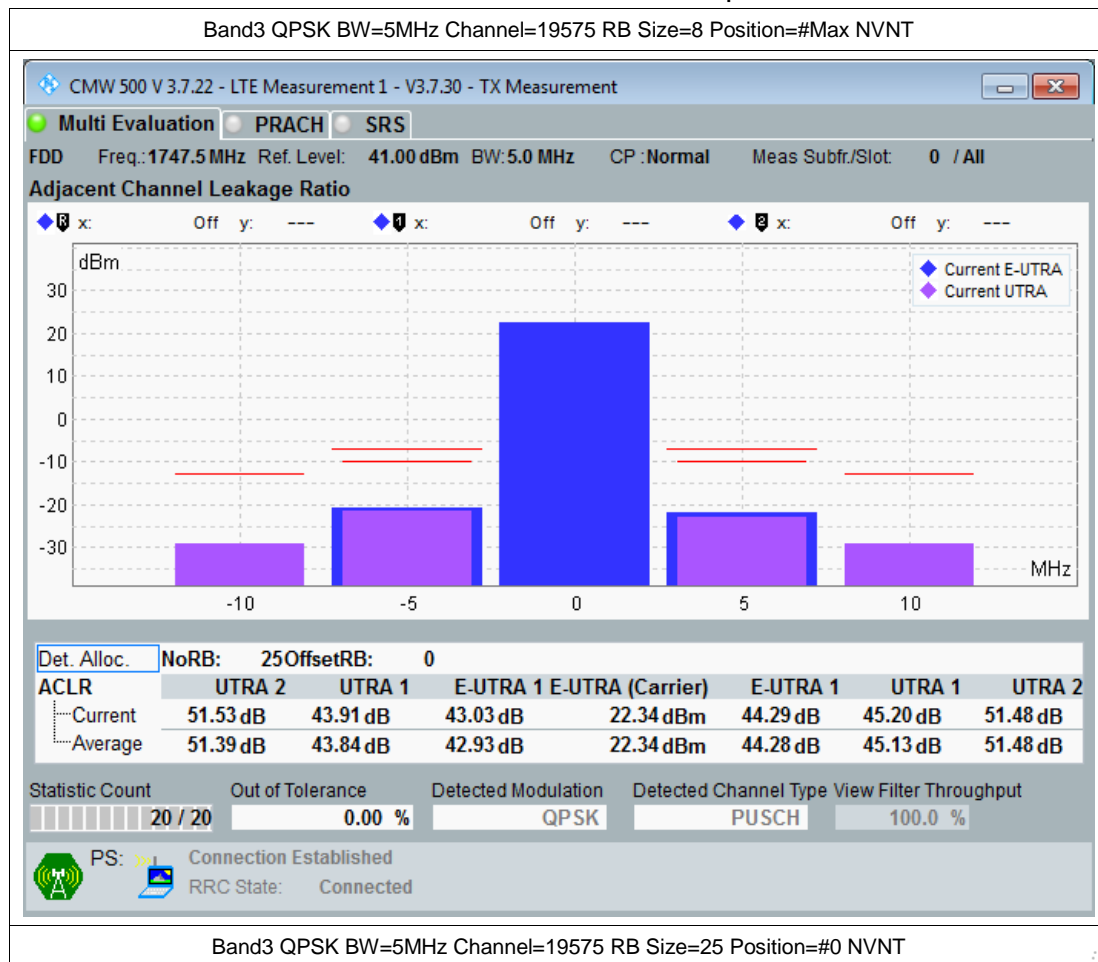 Band3 QPSK BW=5MHz Channel=19575 RB Size=8 Position=#Max NVNT
CMW 500 V 3.7.22 - LTE Measurement 1 - V3.7.30 - TX Measurement
Multi Evaluation PRACH SRS
FDD Freq.:1747.5 MHz Ref. Level: 41.00 dBm BW:5.0 MHz CP :Normal Meas Subfr./Slot: 0 / All
Adjacent Channel Leakage Ratio
R x: Off y: --- 1 x: Off y: --- 2 x: Off y: ---
dBm
Current E-UTRA
Current UTRA
30
20
10
0
-10
-20
-30
MHz
-10 -5 0 5 10
Det. Alloc. NoRB: 25 OffsetRB: 0
ACLR UTRA 2 UTRA 1 E-UTRA 1 E-UTRA (Carrier) E-UTRA 1 UTRA 1 UTRA 2
Current 51.53 dB 43.91 dB 43.03 dB 22.34 dBm 44.29 dB 45.20 dB 51.48 dB
Average 51.39 dB 43.84 dB 42.93 dB 22.34 dBm 44.28 dB 45.13 dB 51.48 dB
Statistic Count Out of Tolerance Detected Modulation Detected Channel Type View Filter Throughput
20 / 20 0.00 % QPSK PUSCH 100.0 %
PS: Connection Established
RRC State: Connected
Band3 QPSK BW=5MHz Channel=19575 RB Size=25 Position=#0 NVNT